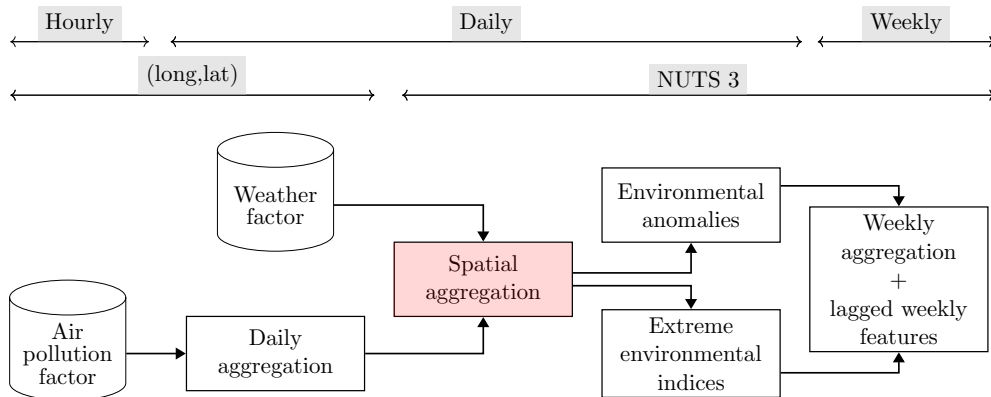 Hourly
Daily
Weekly
(long,lat)
NUTS 3
Weather
factor
Environmental
anomalies
Weekly
aggregation
+
lagged weekly
features
Spatial
aggregation
Air
pollution
factor
Daily
aggregation
Extreme
environmental
indices